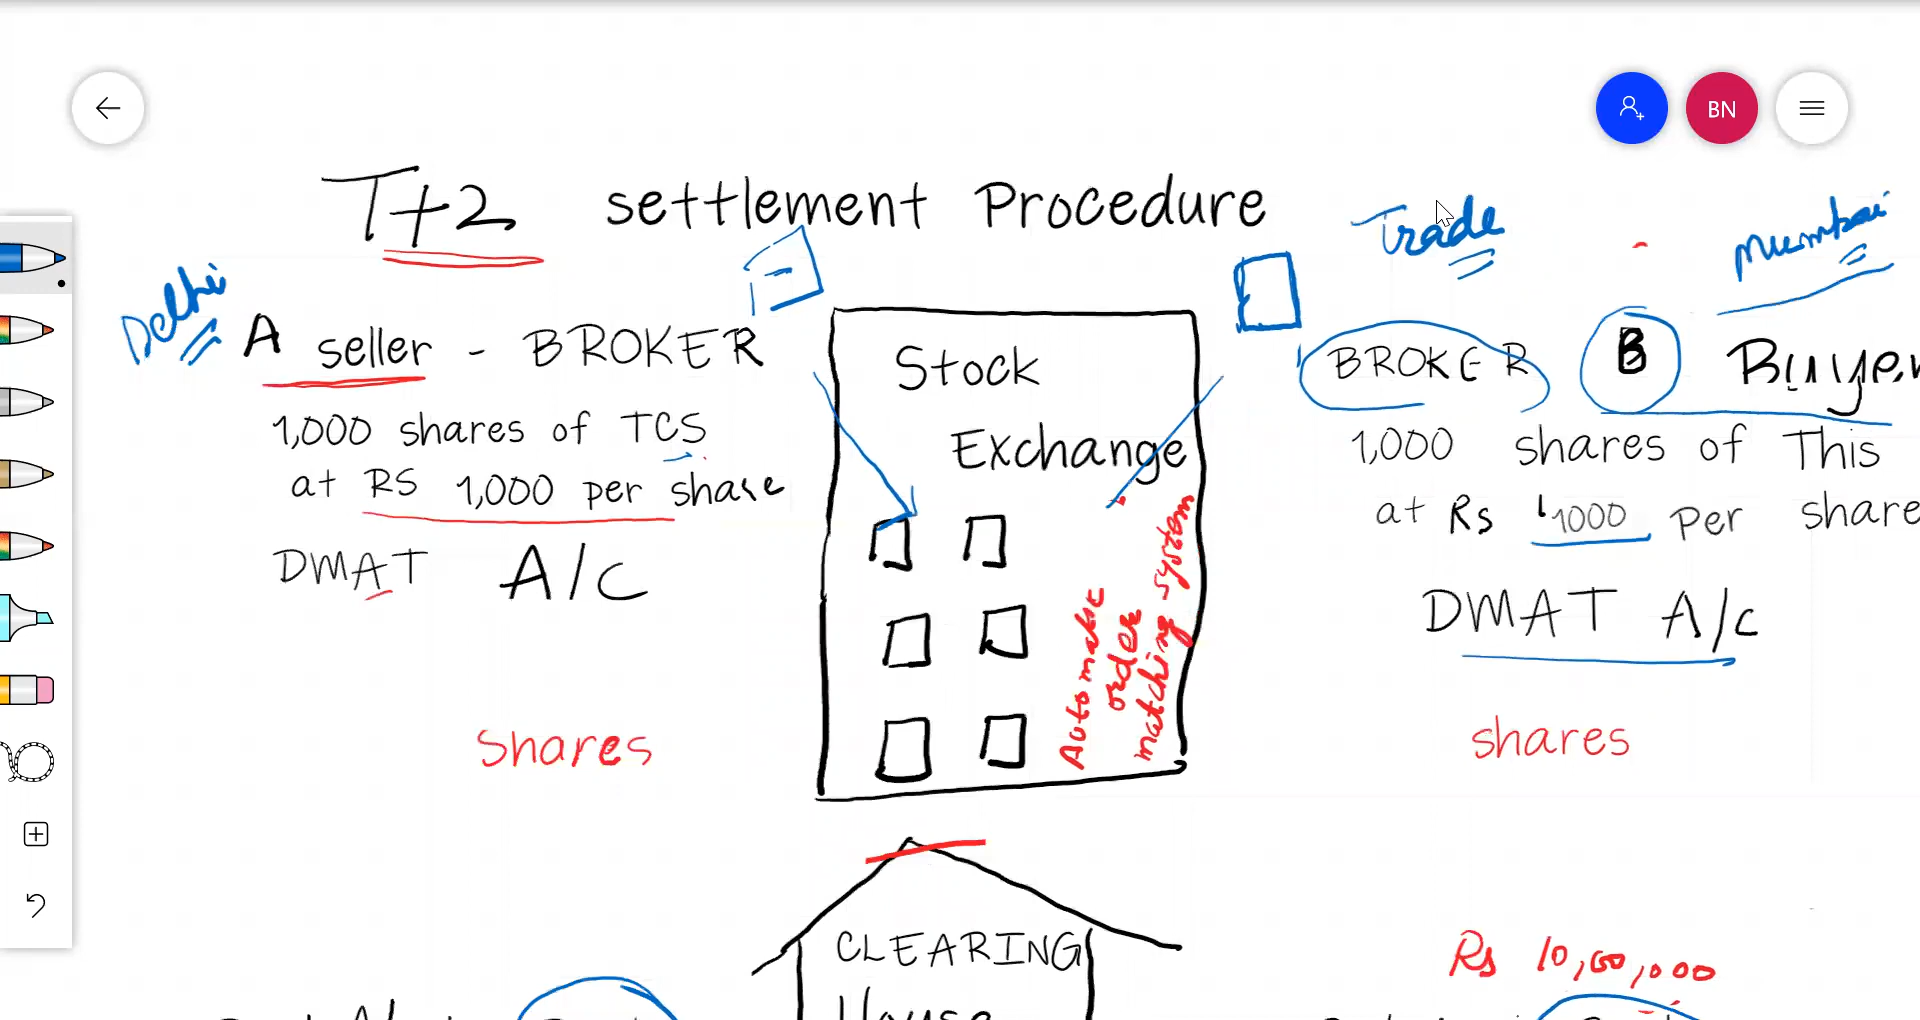 BN
T+2 settlement Procedure
Trade
Mumbai
Delhi
A seller - BROKER
1,000 shares of TCS
at RS 1,000 per share
DMAT A/C
Shares
Stock
Exchange
Automatic
order
matching system
BROKER B Buyer
1,000 shares of This
at Rs 1000 per share
DMAT A/c
shares
CLEARING
House
Rs 10,00,000